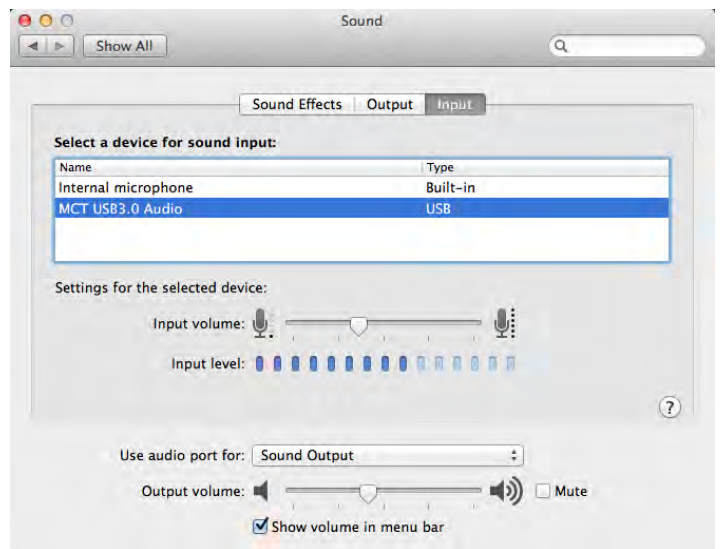 Sound
Show All
Sound Effects Output Input
Select a device for sound input:
Name Type
Internal microphone Built-in
MCT USB3.0 Audio USB
Settings for the selected device:
Input volume:
Input level:
?
Use audio port for: Sound Output
Output volume: Mute
Show volume in menu bar